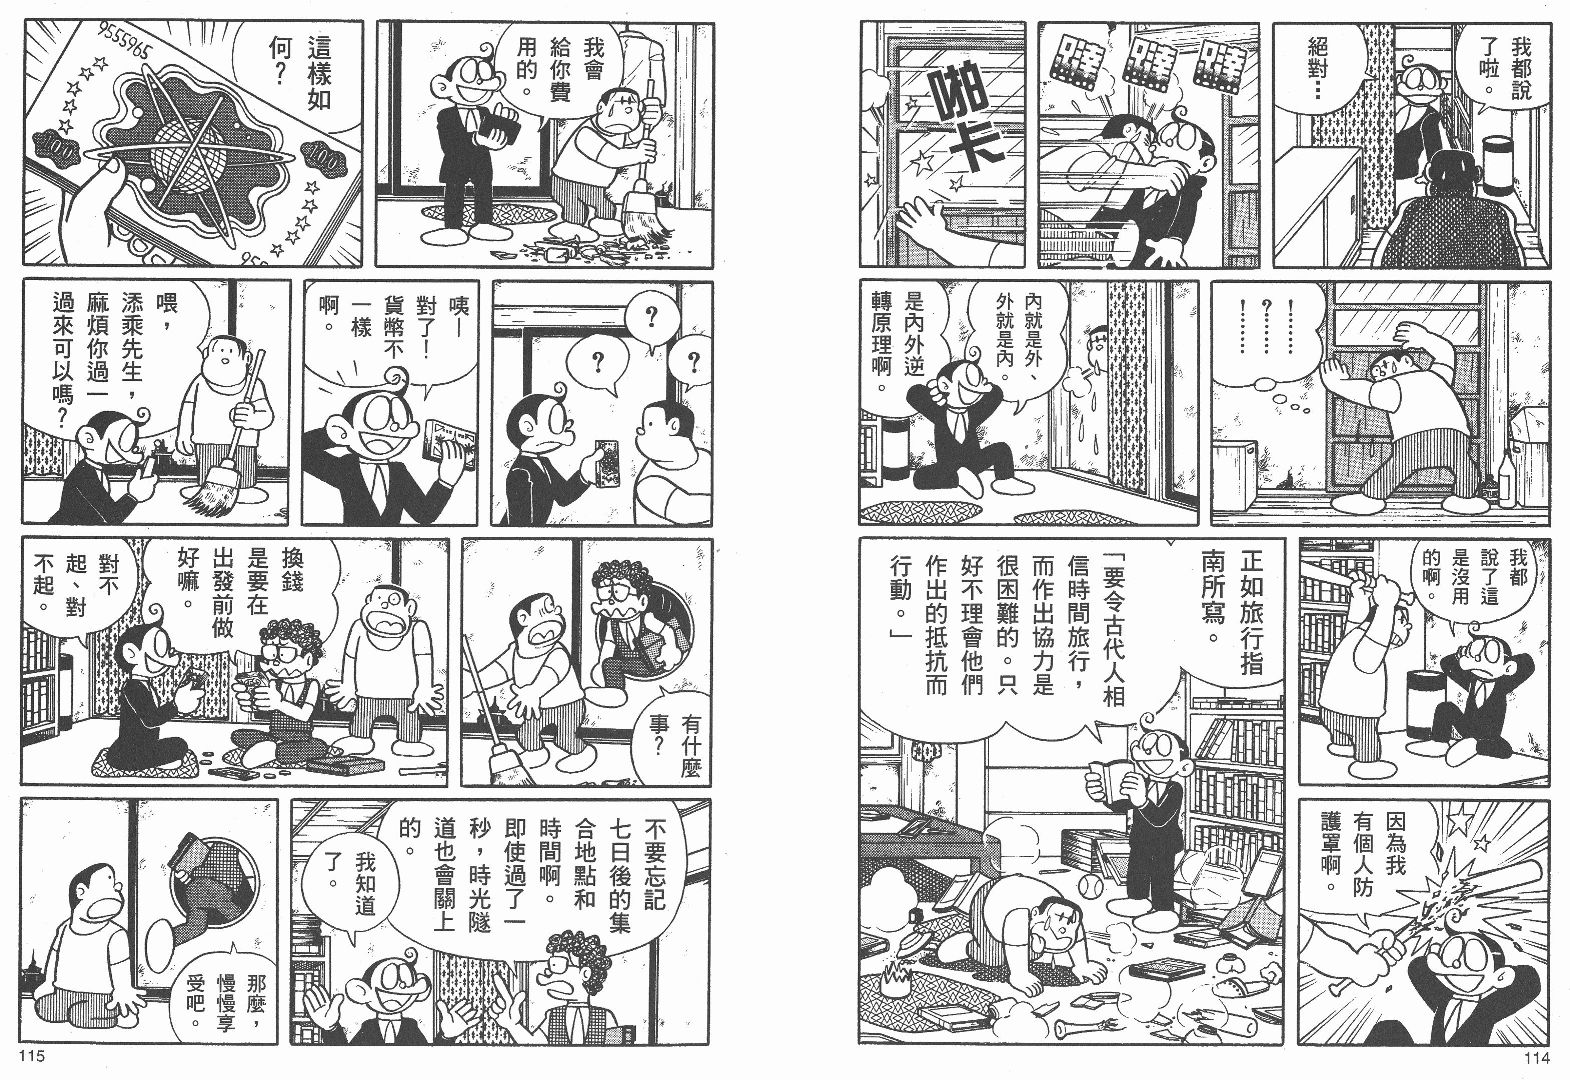 我都說
了啦。
絕對…
啪卡
！……
？……
！……
內就是外、
外就是內。
是內外逆
轉原理啊。
我都
說了這
是沒用
的啊。
因為我
有個人防
護罩啊。
正如旅行指
南所寫。
「要令古代人相
信時間旅行，
而作出協力是
很困難的。只
好不理會他們
作出的抵抗而
行動。」
114
我會
給你費
用的。
這樣如
何？
9555965
1000
1000
？
？
？
咦－
對了！
貨幣不
一樣
啊。
喂，
添乘先生，
麻煩你過一
過來可以嗎？
有什麼
事？
換錢
是要在
出發前做
好嘛。
對不
起、對
不起。
不要忘記
七日後的集
合地點和
時間啊。
即使過了一
秒，時光隧
道也會關上
的。
我知道
了。
那麼，
慢慢享
受吧。
115